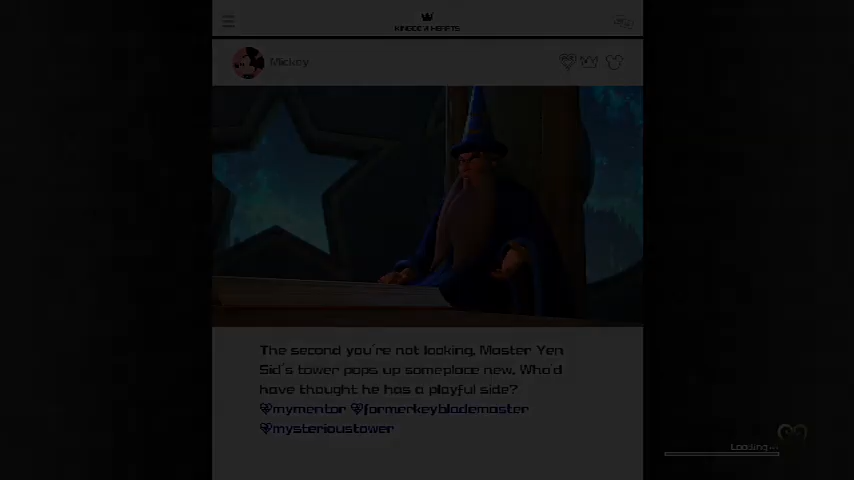 KINGDOM HEARTS
Mickey
The second you're not looking, Master Yen
Sid's tower pops up someplace new. Who'd
have thought he has a playful side?
mymentor formerkeyblademaster
mysterioustower
Loading...